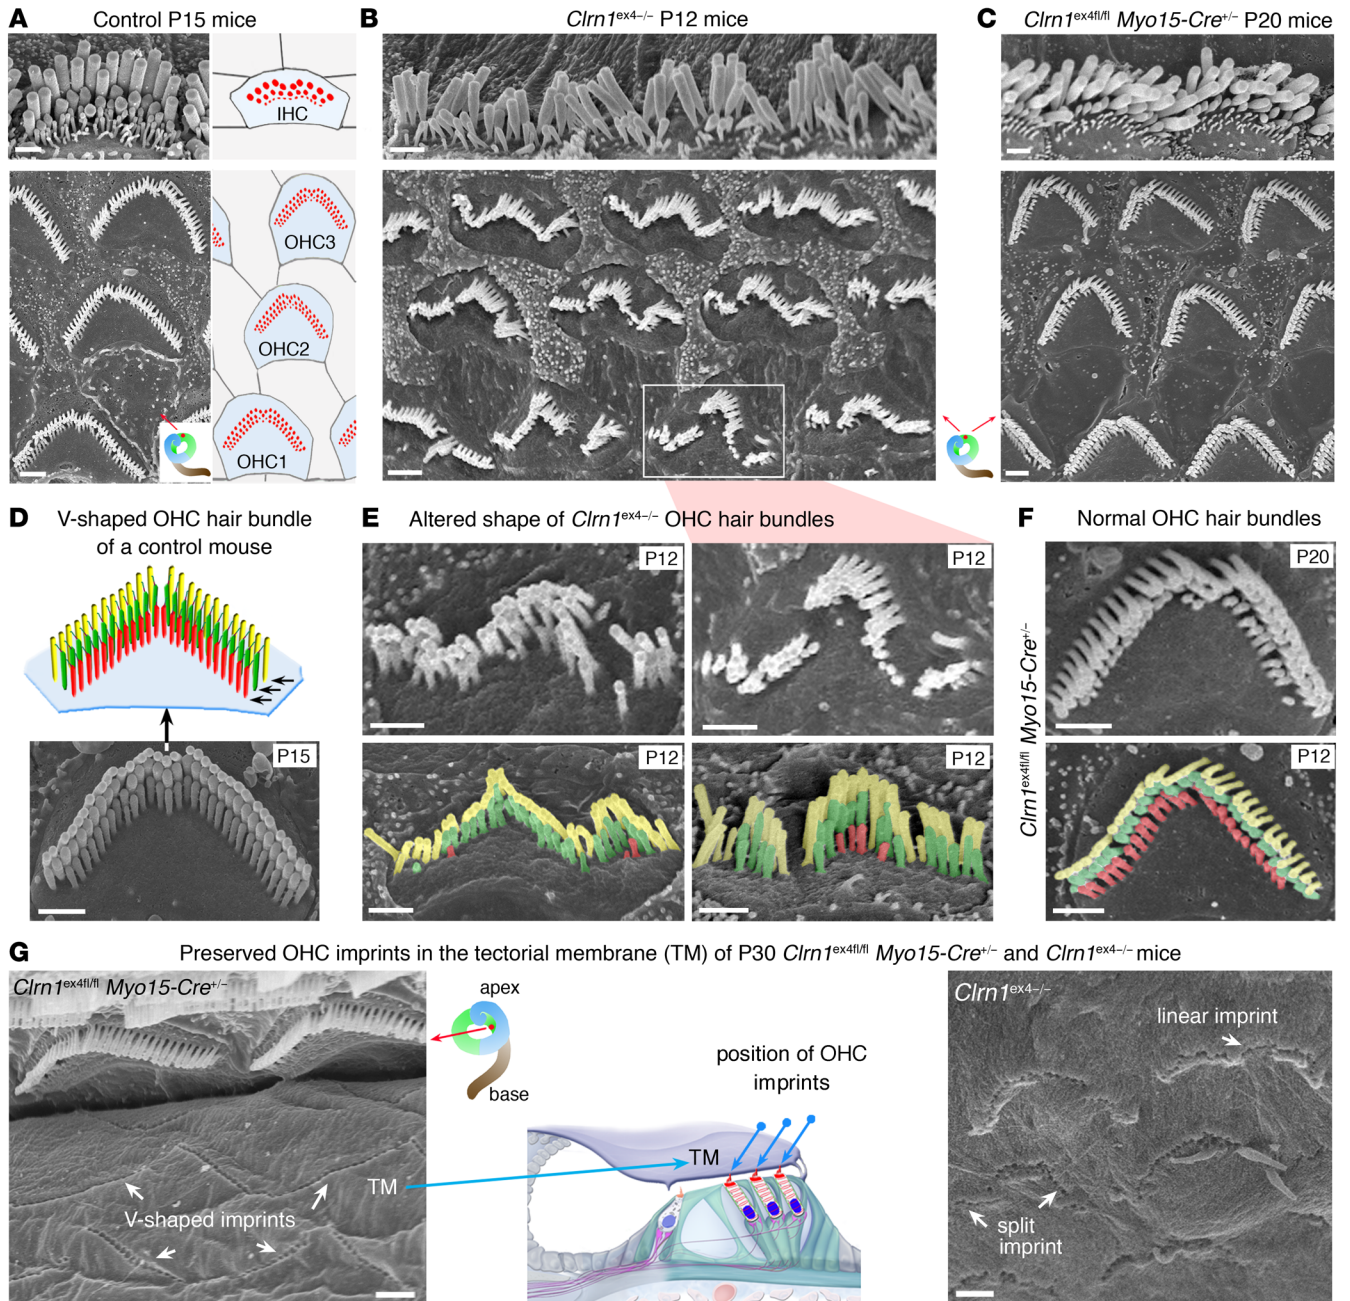 A Control P15 mice
IHC
OHC3
OHC2
OHC1
B Clrn1ex4–/– P12 mice
C Clrn1ex4fl/fl Myo15-Cre+/– P20 mice
D V-shaped OHC hair bundle
of a control mouse
P15
E Altered shape of Clrn1ex4–/– OHC hair bundles
P12
P12
P12
P12
F Normal OHC hair bundles
Clrn1ex4fl/fl Myo15-Cre+/–
P20
P12
G Preserved OHC imprints in the tectorial membrane (TM) of P30 Clrn1ex4fl/fl Myo15-Cre+/– and Clrn1ex4–/– mice
Clrn1ex4fl/fl Myo15-Cre+/–
V-shaped imprints
TM
apex
base
position of OHC
imprints
TM
Clrn1ex4–/–
linear imprint
split
imprint